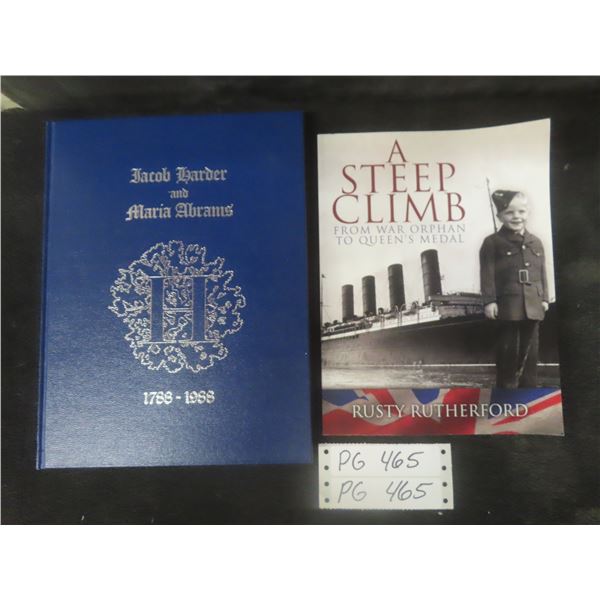 Jacob Harder
and
Maria Abrams
H
1788-1988
A
STEEP
CLIMB
FROM WAR ORPHAN
TO QUEEN'S MEDAL
RUSTY RUTHERFORD
PG 465
PG 465